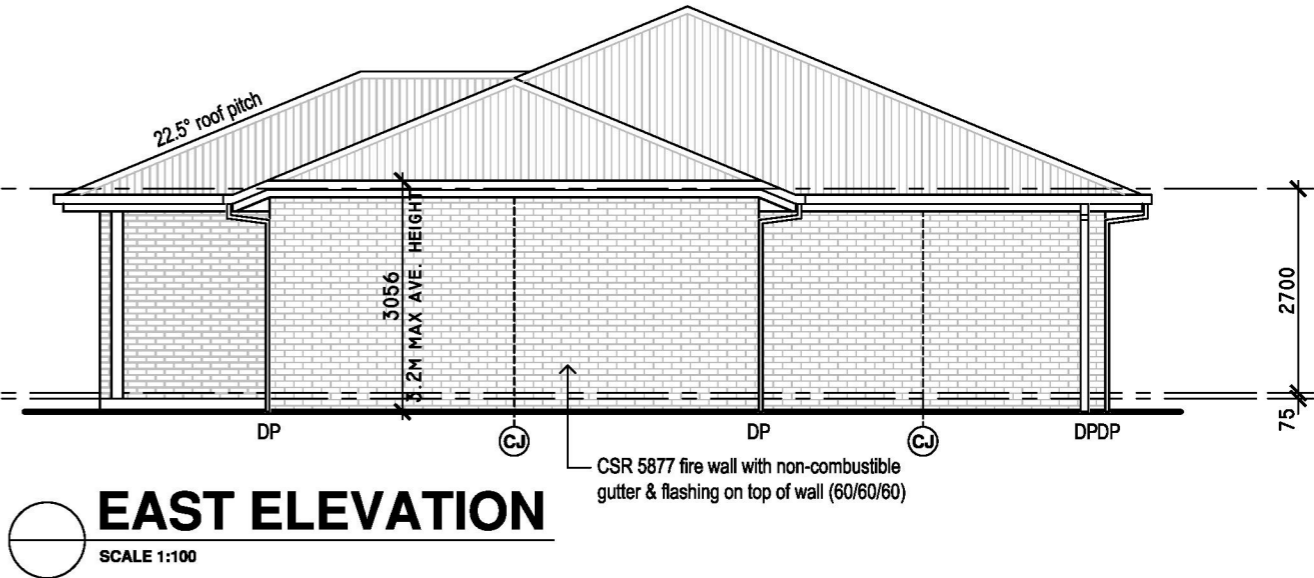 22.5° roof pitch
3056
3.2M MAX AVE. HEIGHT
2700
75
DP
CJ
DP
CJ
DPDP
CSR 5877 fire wall with non-combustible
gutter & flashing on top of wall (60/60/60)
EAST ELEVATION
SCALE 1:100